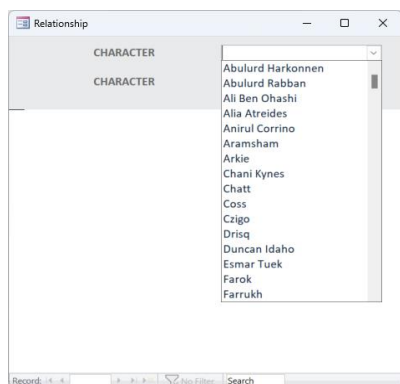 Relationship
CHARACTER
CHARACTER
Abulurd Harkonnen
Abulurd Rabban
Ali Ben Ohashi
Alia Atreides
Anirul Corrino
Aramsham
Arkie
Chani Kynes
Chatt
Coss
Czigo
Drisq
Duncan Idaho
Esmar Tuek
Farok
Farrukh
Record: No Filter Search